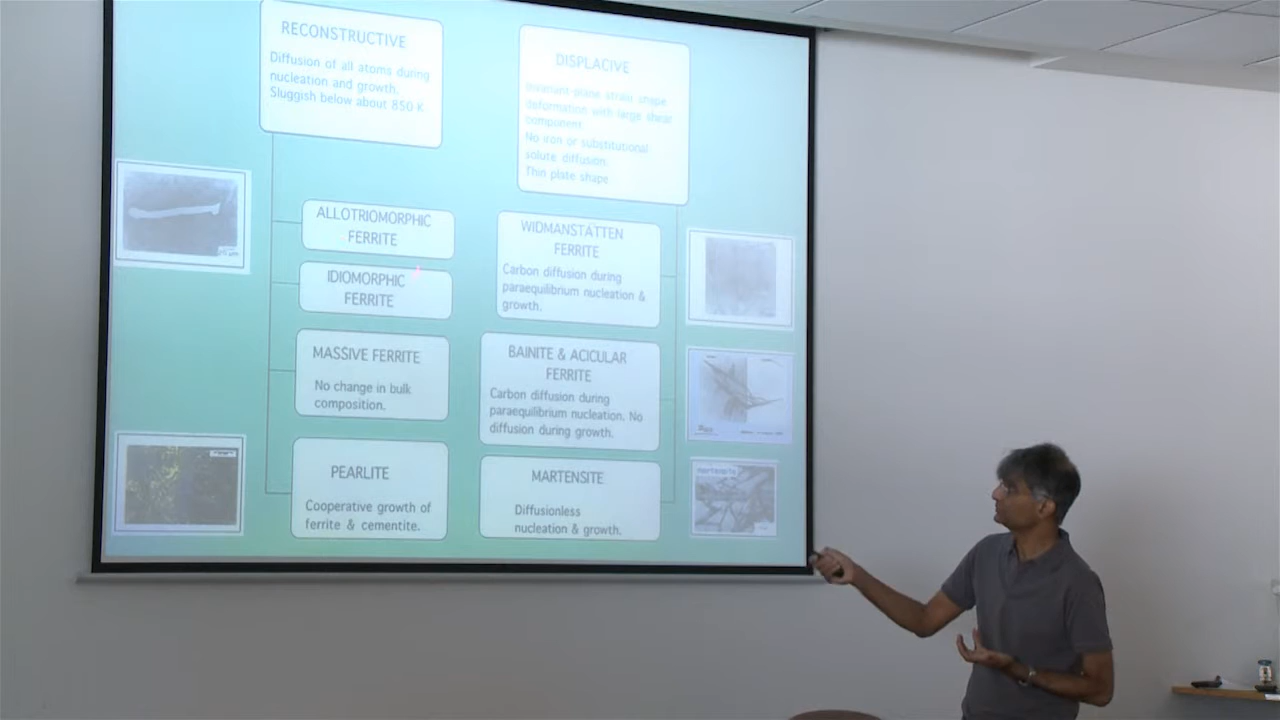 RECONSTRUCTIVE
Diffusion of all atoms during
nucleation and growth.
Sluggish below about 850 K
DISPLACIVE
Invariant-plane strain shape
deformation with large shear
component.
No iron or substitutional
solute diffusion.
Thin plate shape
ALLOTRIOMORPHIC
FERRITE
IDIOMORPHIC
FERRITE
MASSIVE FERRITE
No change in bulk
composition.
PEARLITE
Cooperative growth of
ferrite & cementite.
WIDMANSTÄTTEN
FERRITE
Carbon diffusion during
paraequilibrium nucleation &
growth.
BAINITE & ACICULAR
FERRITE
Carbon diffusion during
paraequilibrium nucleation. No
diffusion during growth.
MARTENSITE
Diffusionless
nucleation & growth.
martensite